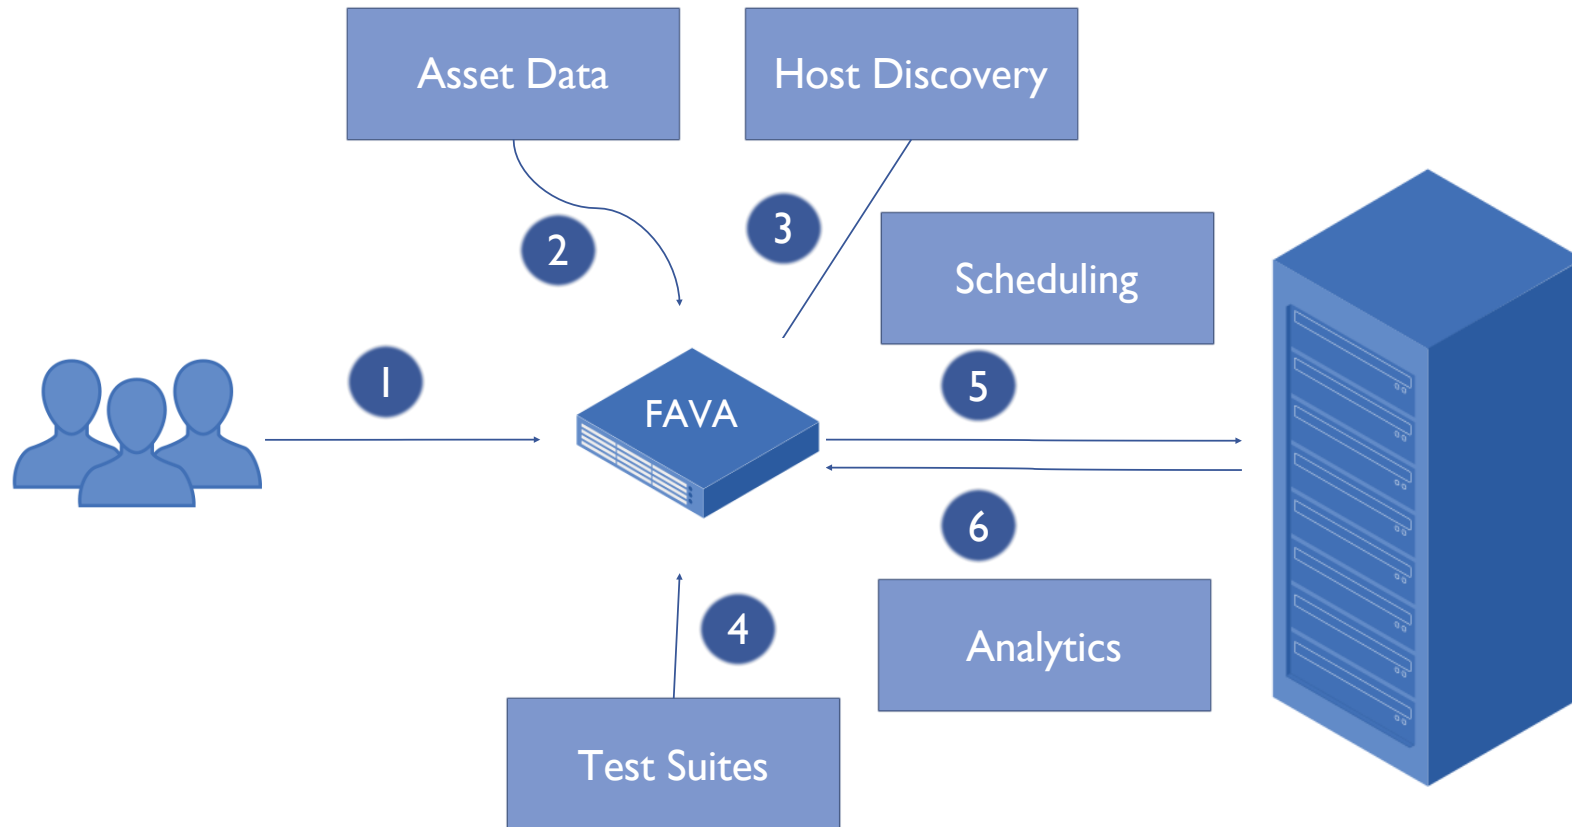 Asset Data
Host Discovery
2
3
Scheduling
1
5
FAVA
6
4
Analytics
Test Suites